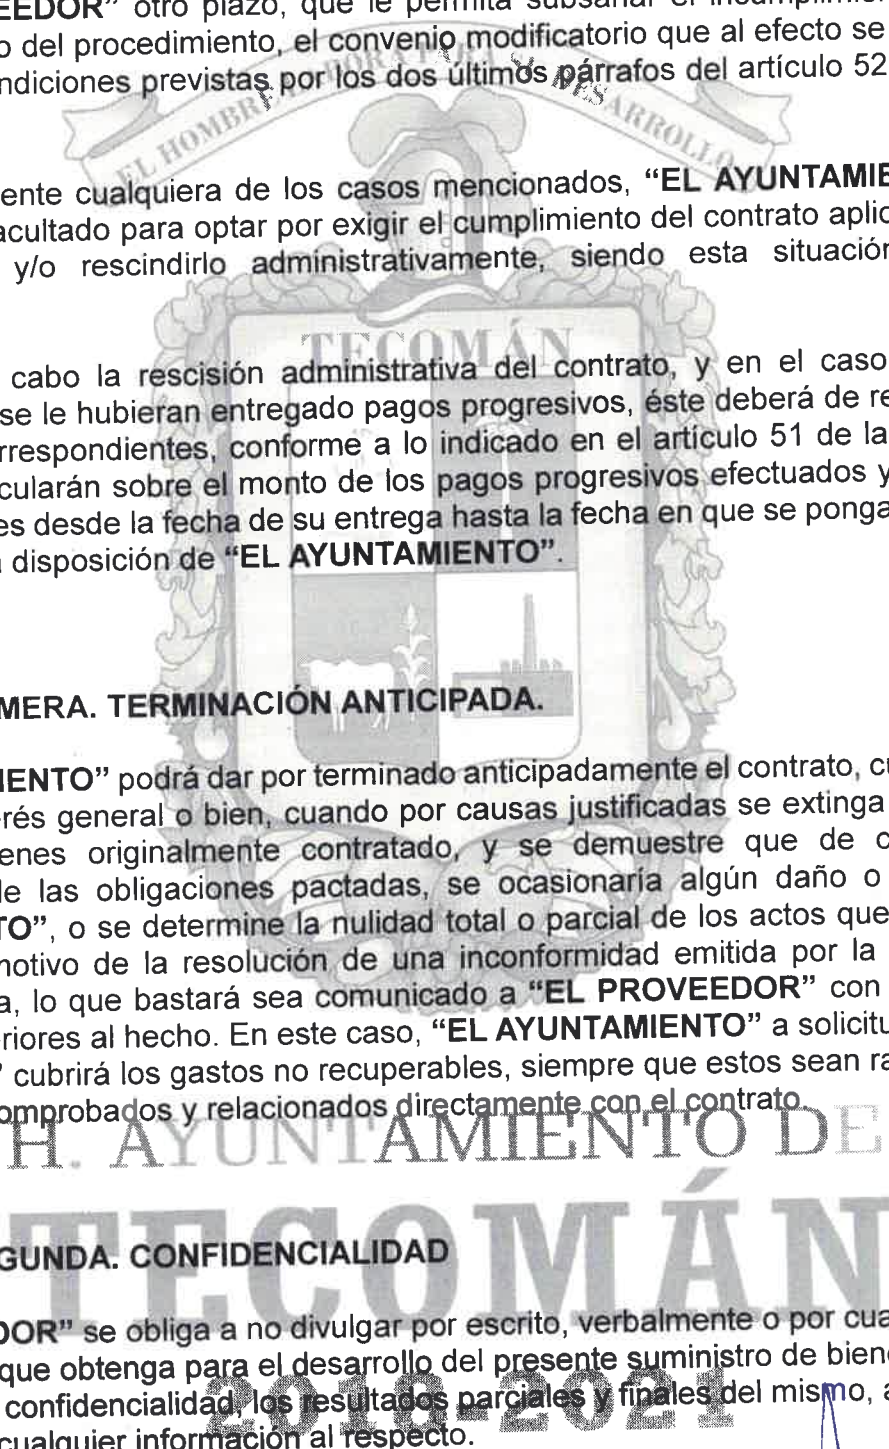 EEDOR” otro plazo, que le permita subsanar el
o del procedimiento, el convenio modificatorio que al efecto se
ndiciones previstas por los dos últimos párrafos del artículo 52
EL HOMBRE DESARROLLO
ente cualquiera de los casos mencionados, “EL AYUNTAMIE
acultado para optar por exigir el cumplimiento del contrato aplic
y/o rescindirlo administrativamente, siendo esta situación
TECOMÁN
cabo la rescisión administrativa del contrato, y en el caso
se le hubieran entregado pagos progresivos, éste deberá de re
rrespondientes, conforme a lo indicado en el artículo 51 de la
cularán sobre el monto de los pagos progresivos efectuados y
es desde la fecha de su entrega hasta la fecha en que se ponga
disposición de “EL AYUNTAMIENTO”.
MERA. TERMINACIÓN ANTICIPADA.
IENTO” podrá dar por terminado anticipadamente el contrato, cu
rés general o bien, cuando por causas justificadas se extinga
enes originalmente contratado, y se demuestre que de c
de las obligaciones pactadas, se ocasionaría algún daño o
TO”, o se determine la nulidad total o parcial de los actos que
motivo de la resolución de una inconformidad emitida por la
a, lo que bastará sea comunicado a “EL PROVEEDOR” con
riores al hecho. En este caso, “EL AYUNTAMIENTO” a solicitu
” cubrirá los gastos no recuperables, siempre que estos sean ra
omprobados y relacionados directamente con el contrato.
H. AYUNTAMIENTO DE
TECOMÁN
GUNDA. CONFIDENCIALIDAD
DOR” se obliga a no divulgar por escrito, verbalmente o por cua
que obtenga para el desarrollo del presente suministro de biene
confidencialidad, los resultados parciales y finales del mismo, a
2018-2021
cualquier información al respecto.